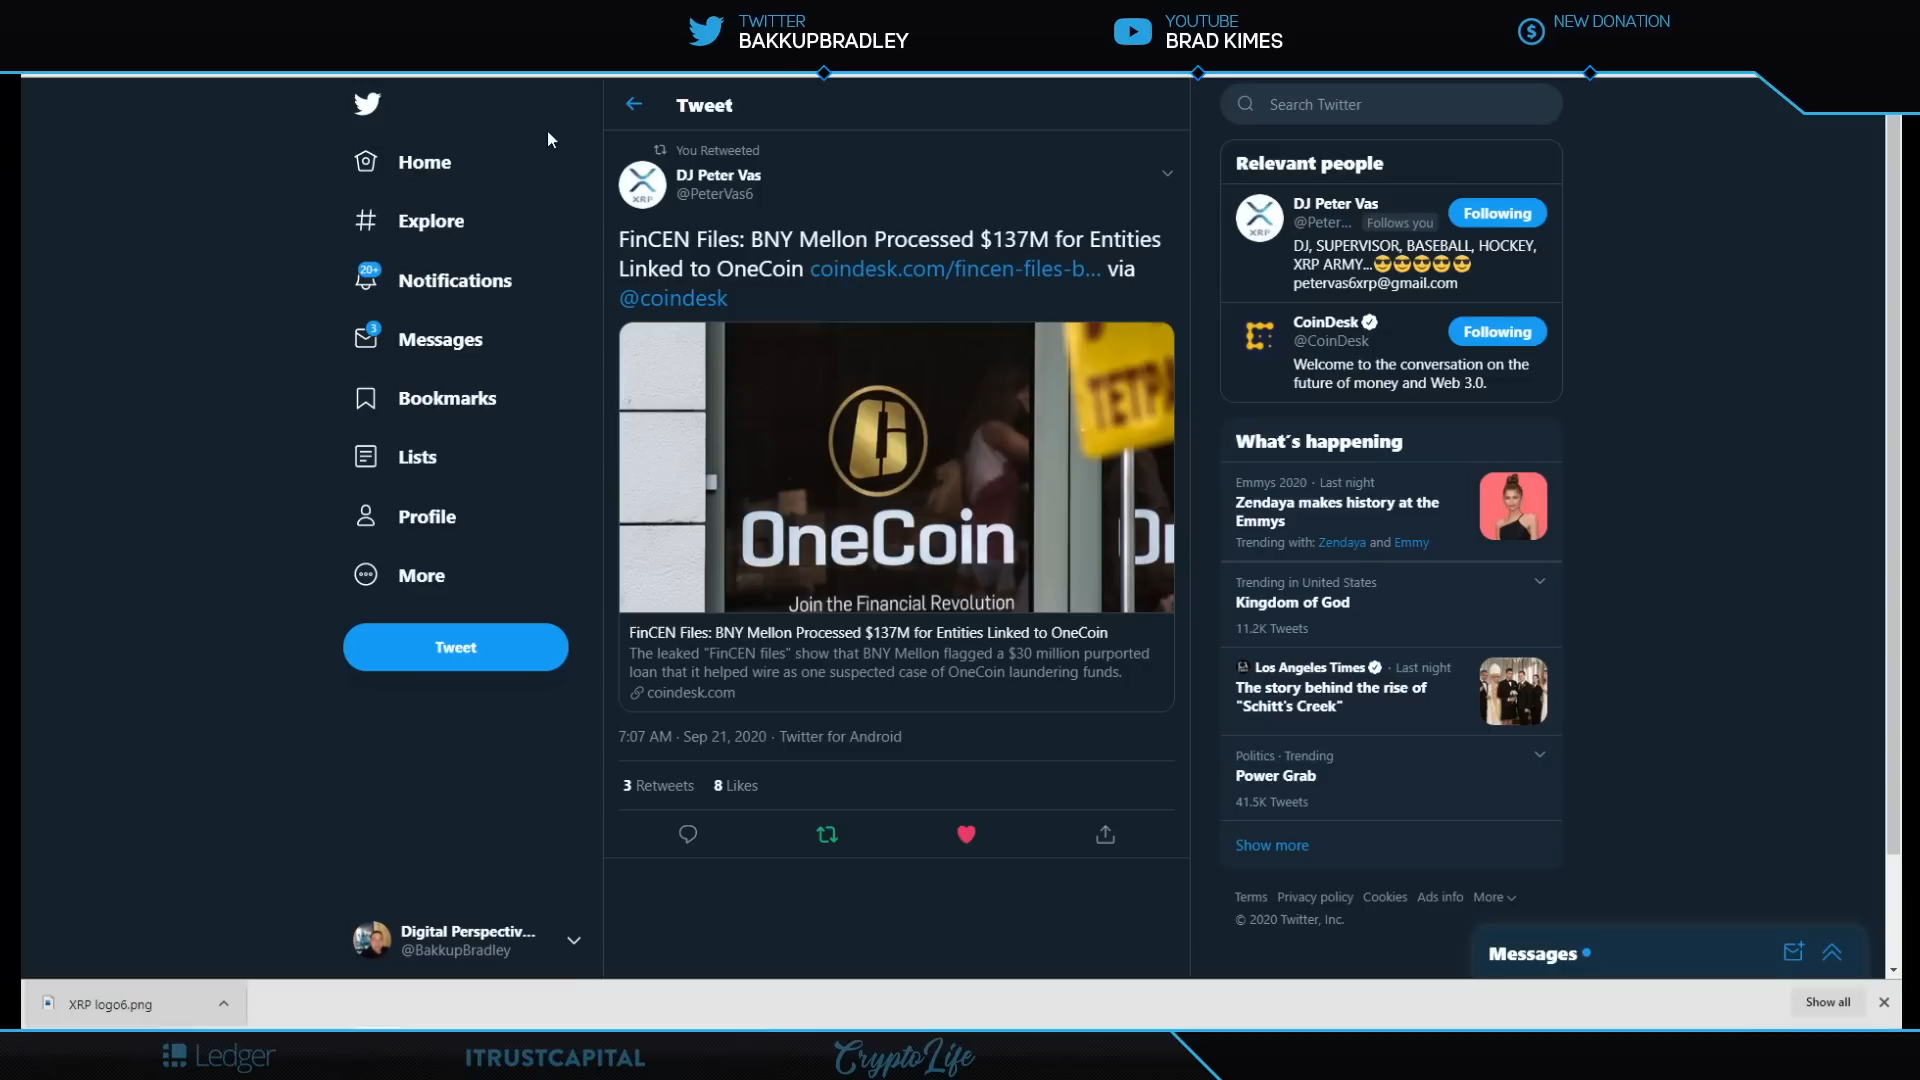 TWITTER
BAKKUPBRADLEY
YOUTUBE
BRAD KIMES
NEW DONATION
Home
Explore
20+
Notifications
3
Messages
Bookmarks
Lists
Profile
More
Tweet
Digital Perspectiv...
@BakkupBradley
Tweet
You Retweeted
DJ Peter Vas
@PeterVas6
XRP
FinCEN Files: BNY Mellon Processed $137M for Entities
Linked to OneCoin coindesk.com/fincen-files-b... via
@coindesk
OneCoin
Join the Financial Revolution
FinCEN Files: BNY Mellon Processed $137M for Entities Linked to OneCoin
The leaked "FinCEN files" show that BNY Mellon flagged a $30 million purported
loan that it helped wire as one suspected case of OneCoin laundering funds.
coindesk.com
7:07 AM · Sep 21, 2020 · Twitter for Android
3 Retweets 8 Likes
Search Twitter
Relevant people
XRP
DJ Peter Vas
@Peter... Follows you
Following
DJ, SUPERVISOR, BASEBALL, HOCKEY,
XRP ARMY...😎😎😎😎😎
petervas6xrp@gmail.com
CoinDesk
@CoinDesk
Following
Welcome to the conversation on the
future of money and Web 3.0.
What's happening
Emmys 2020 · Last night
Zendaya makes history at the
Emmys
Trending with: Zendaya and Emmy
Trending in United States
Kingdom of God
11.2K Tweets
Los Angeles Times · Last night
The story behind the rise of
"Schitt's Creek"
Politics · Trending
Power Grab
41.5K Tweets
Show more
Terms Privacy policy Cookies Ads info More
© 2020 Twitter, Inc.
Messages
XRP logo6.png
Show all
Ledger
ITRUSTCAPITAL
CryptoLife